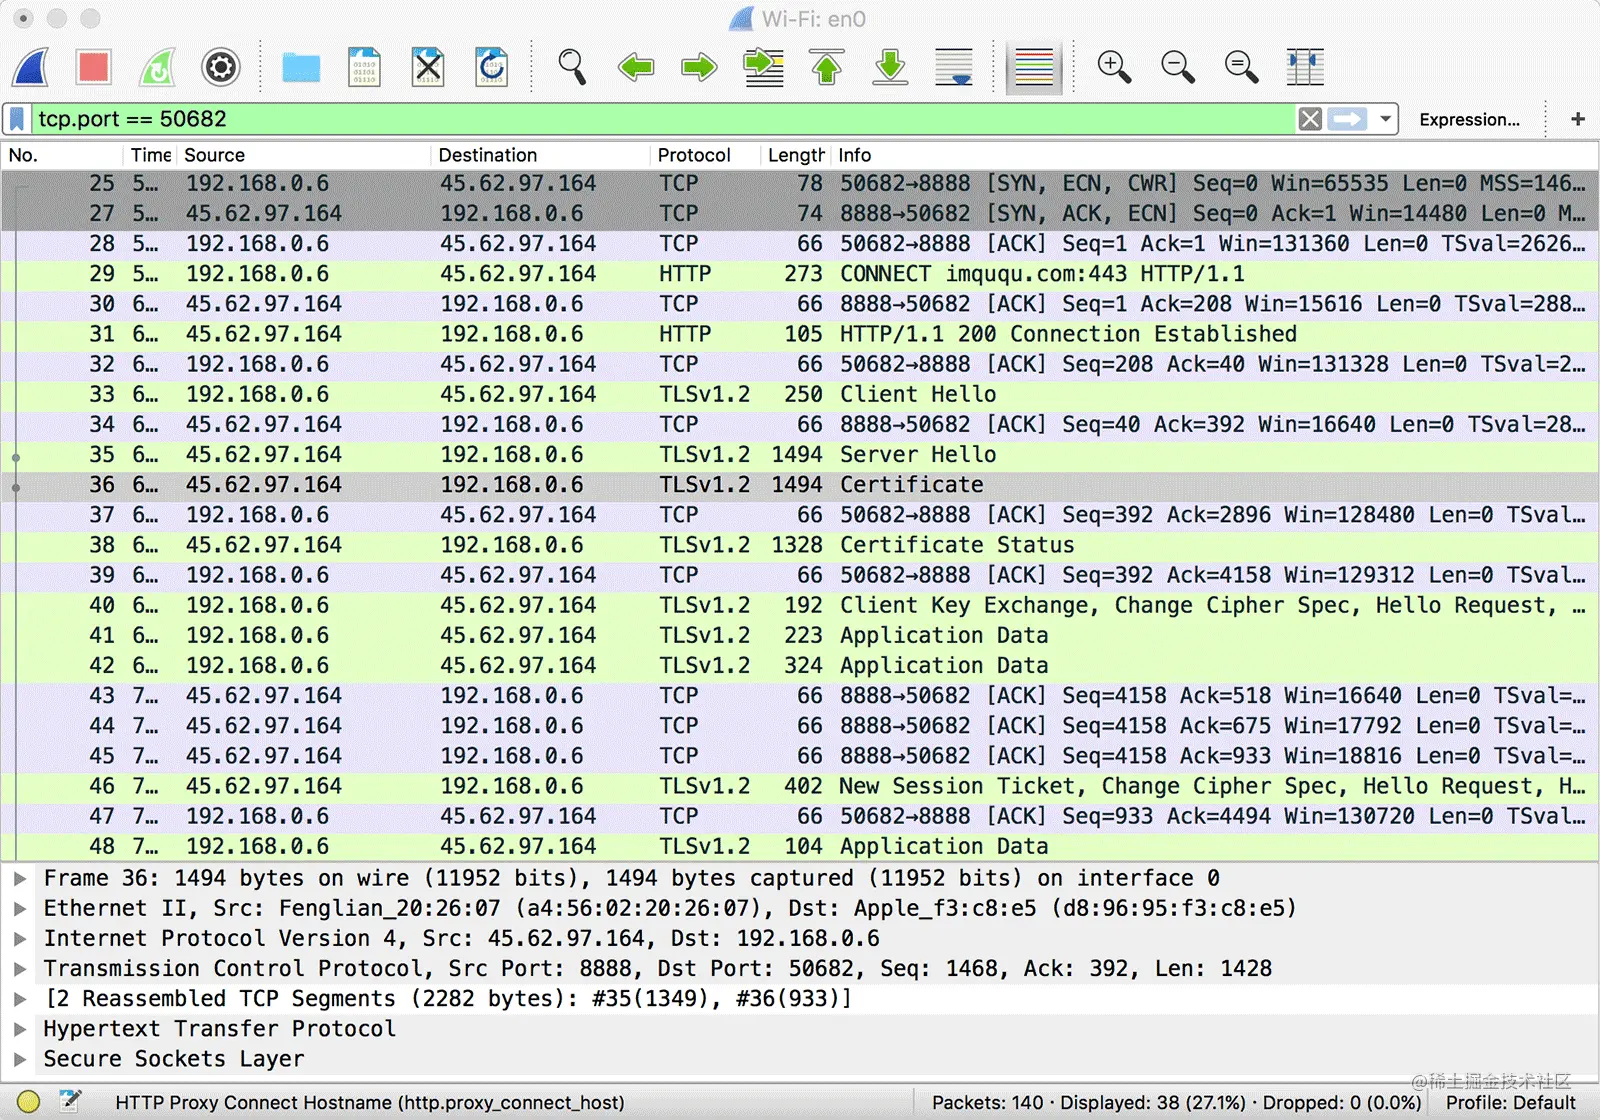 Wi-Fi: en0
tcp.port == 50682 Expression... +
No. Time Source Destination Protocol Length Info
25 5... 192.168.0.6 45.62.97.164 TCP 78 50682→8888 [SYN, ECN, CWR] Seq=0 Win=65535 Len=0 MSS=146...
27 5... 45.62.97.164 192.168.0.6 TCP 74 8888→50682 [SYN, ACK, ECN] Seq=0 Ack=1 Win=14480 Len=0 M...
28 5... 192.168.0.6 45.62.97.164 TCP 66 50682→8888 [ACK] Seq=1 Ack=1 Win=131360 Len=0 TSval=2626...
29 5... 192.168.0.6 45.62.97.164 HTTP 273 CONNECT imququ.com:443 HTTP/1.1
30 6... 45.62.97.164 192.168.0.6 TCP 66 8888→50682 [ACK] Seq=1 Ack=208 Win=15616 Len=0 TSval=288...
31 6... 45.62.97.164 192.168.0.6 HTTP 105 HTTP/1.1 200 Connection Established
32 6... 192.168.0.6 45.62.97.164 TCP 66 50682→8888 [ACK] Seq=208 Ack=40 Win=131328 Len=0 TSval=2...
33 6... 192.168.0.6 45.62.97.164 TLSv1.2 250 Client Hello
34 6... 45.62.97.164 192.168.0.6 TCP 66 8888→50682 [ACK] Seq=40 Ack=392 Win=16640 Len=0 TSval=28...
35 6... 45.62.97.164 192.168.0.6 TLSv1.2 1494 Server Hello
36 6... 45.62.97.164 192.168.0.6 TLSv1.2 1494 Certificate
37 6... 192.168.0.6 45.62.97.164 TCP 66 50682→8888 [ACK] Seq=392 Ack=2896 Win=128480 Len=0 TSval...
38 6... 45.62.97.164 192.168.0.6 TLSv1.2 1328 Certificate Status
39 6... 192.168.0.6 45.62.97.164 TCP 66 50682→8888 [ACK] Seq=392 Ack=4158 Win=129312 Len=0 TSval...
40 6... 192.168.0.6 45.62.97.164 TLSv1.2 192 Client Key Exchange, Change Cipher Spec, Hello Request, ...
41 6... 192.168.0.6 45.62.97.164 TLSv1.2 223 Application Data
42 6... 192.168.0.6 45.62.97.164 TLSv1.2 324 Application Data
43 7... 45.62.97.164 192.168.0.6 TCP 66 8888→50682 [ACK] Seq=4158 Ack=518 Win=16640 Len=0 TSval=...
44 7... 45.62.97.164 192.168.0.6 TCP 66 8888→50682 [ACK] Seq=4158 Ack=675 Win=17792 Len=0 TSval=...
45 7... 45.62.97.164 192.168.0.6 TCP 66 8888→50682 [ACK] Seq=4158 Ack=933 Win=18816 Len=0 TSval=...
46 7... 45.62.97.164 192.168.0.6 TLSv1.2 402 New Session Ticket, Change Cipher Spec, Hello Request, H...
47 7... 192.168.0.6 45.62.97.164 TCP 66 50682→8888 [ACK] Seq=933 Ack=4494 Win=130720 Len=0 TSval...
48 7... 192.168.0.6 45.62.97.164 TLSv1.2 104 Application Data
Frame 36: 1494 bytes on wire (11952 bits), 1494 bytes captured (11952 bits) on interface 0
Ethernet II, Src: Fenglian_20:26:07 (a4:56:02:20:26:07), Dst: Apple_f3:c8:e5 (d8:96:95:f3:c8:e5)
Internet Protocol Version 4, Src: 45.62.97.164, Dst: 192.168.0.6
Transmission Control Protocol, Src Port: 8888, Dst Port: 50682, Seq: 1468, Ack: 392, Len: 1428
[2 Reassembled TCP Segments (2282 bytes): #35(1349), #36(933)]
Hypertext Transfer Protocol
Secure Sockets Layer
@稀土掘金技术社区
HTTP Proxy Connect Hostname (http.proxy_connect_host) Packets: 140 · Displayed: 38 (27.1%) · Dropped: 0 (0.0%) Profile: Default